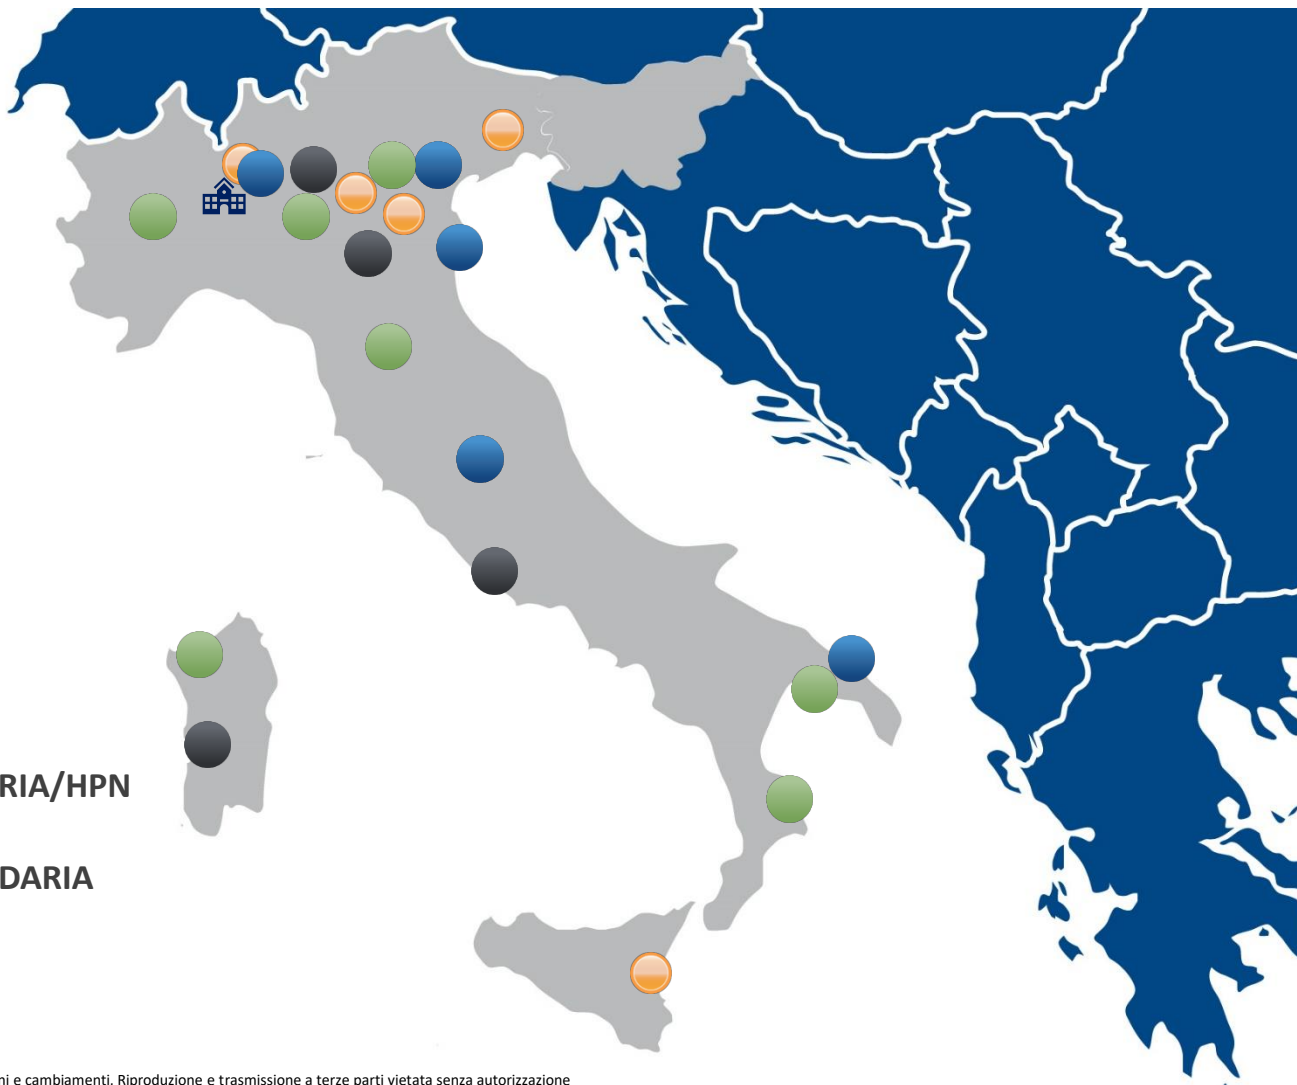 RIA/HPN
DARIA
ni e cambiamenti. Riproduzione e trasmissione a terze parti vietata senza autorizzazione